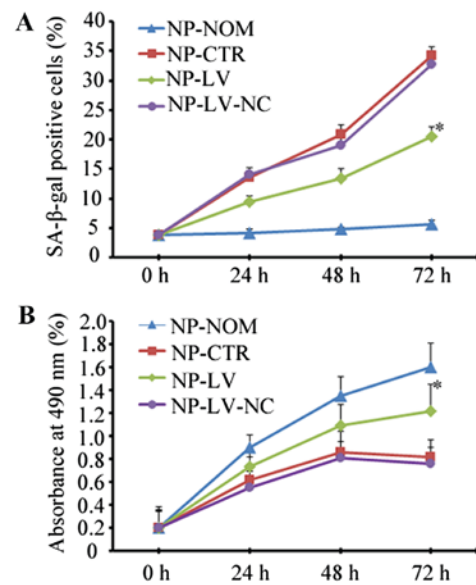 A
NP-NOM
NP-CTR
NP-LV
NP-LV-NC
SA-β-gal positive cells (%)
40
35
30
25
20
15
10
5
0
*
0 h 24 h 48 h 72 h
B
NP-NOM
NP-CTR
NP-LV
NP-LV-NC
Absorbance at 490 nm (%)
2.0
1.8
1.6
1.4
1.2
1.0
0.8
0.6
0.4
0.2
0
*
0 h 24 h 48 h 72 h